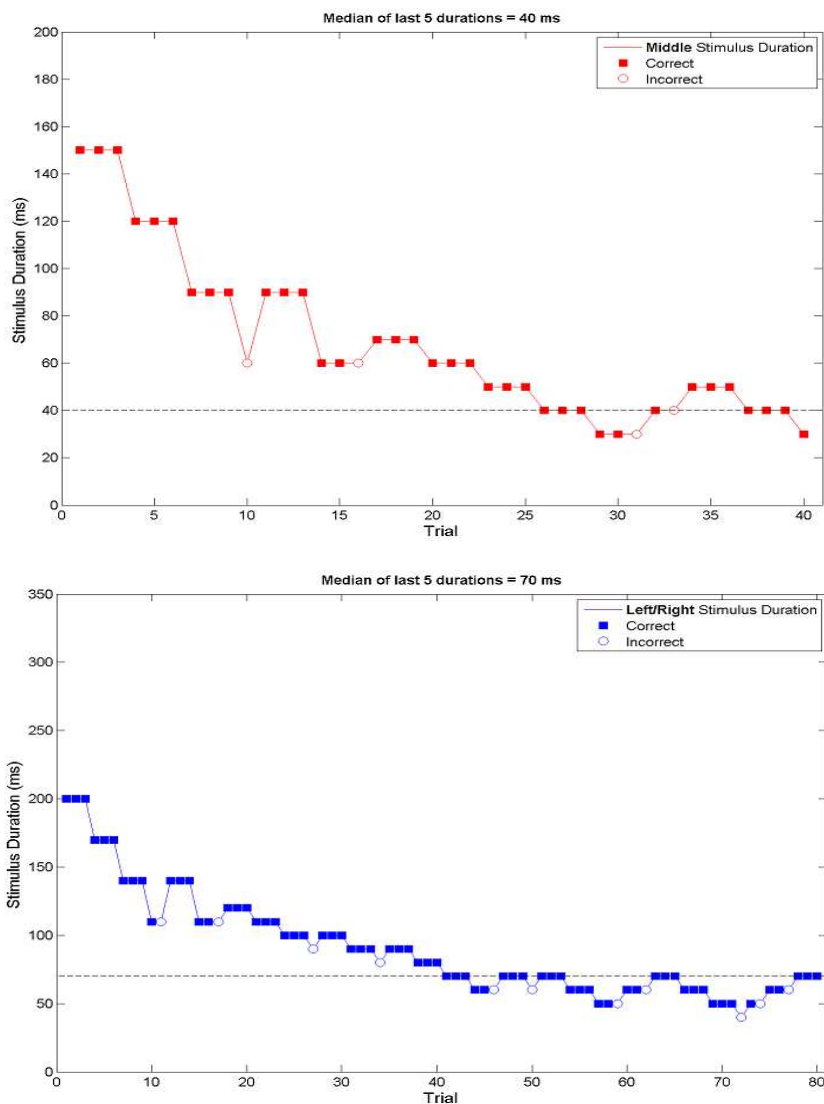 Median of last 5 durations = 40 ms
200
180
160
140
120
100
80
60
40
20
0
Stimulus Duration (ms)
Middle Stimulus Duration
Correct
Incorrect
0 5 10 15 20 25 30 35 40
Trial
Median of last 5 durations = 70 ms
350
300
250
200
150
100
50
0
Stimulus Duration (ms)
Left/Right Stimulus Duration
Correct
Incorrect
0 10 20 30 40 50 60 70 80
Trial